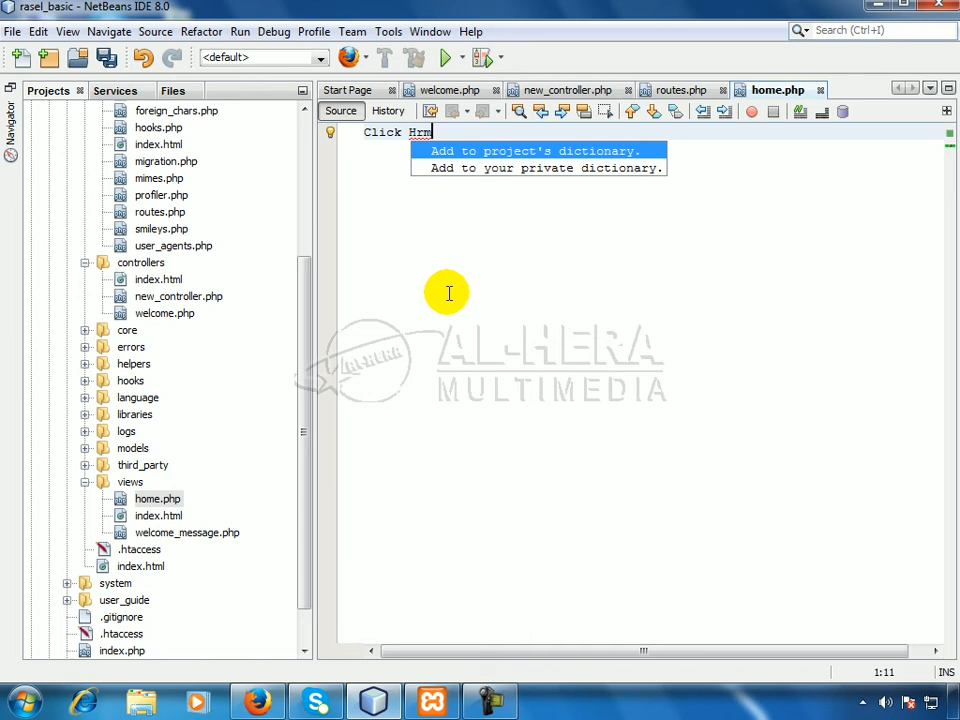 rasel_basic - NetBeans IDE 8.0
File Edit View Navigate Source Refactor Run Debug Profile Team Tools Window Help
Search (Ctrl+I)
<default>
Projects Services Files
Start Page welcome.php new_controller.php routes.php home.php
Source History
Navigator
foreign_chars.php
hooks.php
index.html
migration.php
mimes.php
profiler.php
routes.php
smileys.php
user_agents.php
controllers
index.html
new_controller.php
welcome.php
core
errors
helpers
hooks
language
libraries
logs
models
third_party
views
home.php
index.html
welcome_message.php
.htaccess
index.html
system
user_guide
.gitignore
.htaccess
index.php
Click Hrm
Add to project's dictionary.
Add to your private dictionary.
AL-HERA
AL-HERA
MULTIMEDIA
1:11 INS